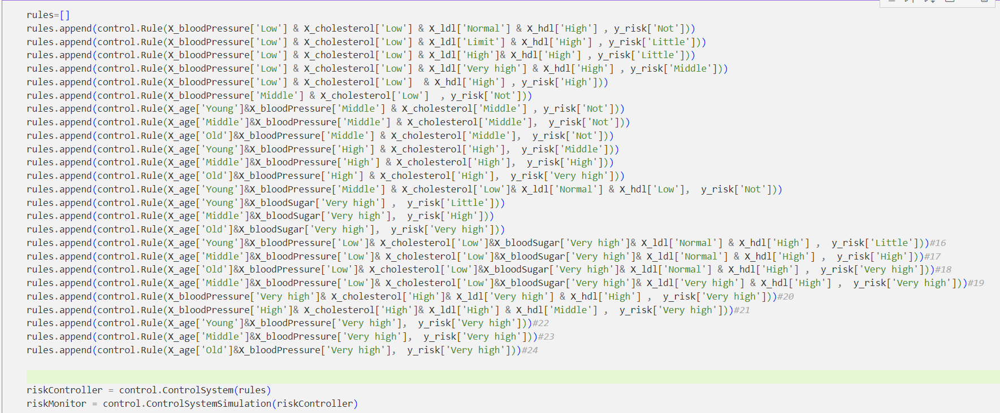 rules=[]
rules.append(control.Rule(X_bloodPressure['Low'] & X_cholesterol['Low'] & X_ldl['Normal'] & X_hdl['High'] , y_risk['Not']))
rules.append(control.Rule(X_bloodPressure['Low'] & X_cholesterol['Low'] & X_ldl['Limit'] & X_hdl['High'] , y_risk['Little']))
rules.append(control.Rule(X_bloodPressure['Low'] & X_cholesterol['Low'] & X_ldl['High']& X_hdl['High'] , y_risk['Little']))
rules.append(control.Rule(X_bloodPressure['Low'] & X_cholesterol['Low'] & X_ldl['Very high'] & X_hdl['High'] , y_risk['Middle']))
rules.append(control.Rule(X_bloodPressure['Low'] & X_cholesterol['Low']  & X_hdl['High'] , y_risk['High']))
rules.append(control.Rule(X_bloodPressure['Middle'] & X_cholesterol['Low']  , y_risk['Not']))
rules.append(control.Rule(X_age['Young']&X_bloodPressure['Middle'] & X_cholesterol['Middle'] , y_risk['Not']))
rules.append(control.Rule(X_age['Middle']&X_bloodPressure['Middle'] & X_cholesterol['Middle'],  y_risk['Not']))
rules.append(control.Rule(X_age['Old']&X_bloodPressure['Middle'] & X_cholesterol['Middle'],  y_risk['Not']))
rules.append(control.Rule(X_age['Young']&X_bloodPressure['High'] & X_cholesterol['High'],  y_risk['Middle']))
rules.append(control.Rule(X_age['Middle']&X_bloodPressure['High'] & X_cholesterol['High'],  y_risk['High']))
rules.append(control.Rule(X_age['Old']&X_bloodPressure['High'] & X_cholesterol['High'],  y_risk['Very high']))
rules.append(control.Rule(X_age['Young']&X_bloodPressure['Middle'] & X_cholesterol['Low']& X_ldl['Normal'] & X_hdl['Low'],  y_risk['Not']))
rules.append(control.Rule(X_age['Young']&X_bloodSugar['Very high'] ,  y_risk['Little']))
rules.append(control.Rule(X_age['Middle']&X_bloodSugar['Very high'],  y_risk['High']))
rules.append(control.Rule(X_age['Old']&X_bloodSugar['Very high'],  y_risk['Very high']))
rules.append(control.Rule(X_age['Young']&X_bloodPressure['Low']& X_cholesterol['Low']&X_bloodSugar['Very high']& X_ldl['Normal'] & X_hdl['High'] ,  y_risk['Little']))#16
rules.append(control.Rule(X_age['Middle']&X_bloodPressure['Low']& X_cholesterol['Low']&X_bloodSugar['Very high']& X_ldl['Normal'] & X_hdl['High'] ,  y_risk['High']))#17
rules.append(control.Rule(X_age['Old']&X_bloodPressure['Low']& X_cholesterol['Low']&X_bloodSugar['Very high']& X_ldl['Normal'] & X_hdl['High'] ,  y_risk['Very high']))#18
rules.append(control.Rule(X_age['Middle']&X_bloodPressure['Low']& X_cholesterol['Low']&X_bloodSugar['Very high']& X_ldl['Very high'] & X_hdl['High'] ,  y_risk['Very high']))#19
rules.append(control.Rule(X_bloodPressure['Very high']& X_cholesterol['High']& X_ldl['Very high'] & X_hdl['High'] ,  y_risk['Very high']))#20
rules.append(control.Rule(X_bloodPressure['High']& X_cholesterol['High']& X_ldl['High'] & X_hdl['Middle'] ,  y_risk['Very high']))#21
rules.append(control.Rule(X_age['Young']&X_bloodPressure['Very high'],  y_risk['Very high']))#22
rules.append(control.Rule(X_age['Middle']&X_bloodPressure['Very high'],  y_risk['Very high']))#23
rules.append(control.Rule(X_age['Old']&X_bloodPressure['Very high'],  y_risk['Very high']))#24
riskController = control.ControlSystem(rules)
riskMonitor = control.ControlSystemSimulation(riskController)